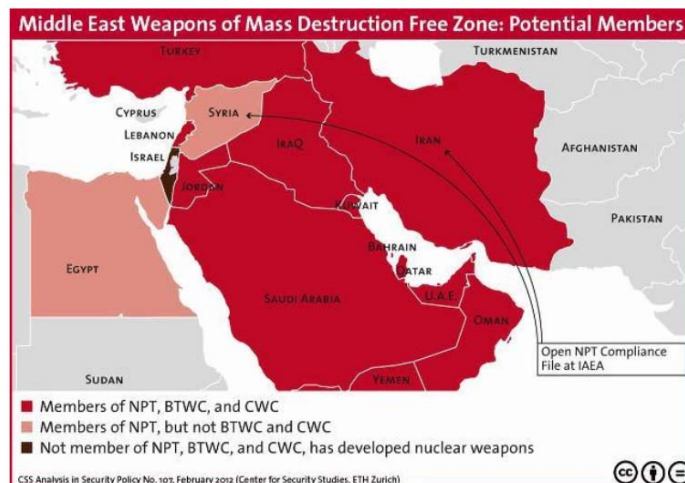 Middle East Weapons of Mass Destruction Free Zone: Potential Members
TURKEY
TURKMENISTAN
CYPRUS
SYRIA
LEBANON
IRAQ
IRAN
AFGHANISTAN
ISRAEL
JORDAN
KUWAIT
PAKISTAN
BAHRAIN
EGYPT
QATAR
SAUDI ARABIA
U.A.E.
OMAN
Open NPT Compliance
File at IAEA
SUDAN
YEMEN
Members of NPT, BTWC, and CWC
Members of NPT, but not BTWC and CWC
Not member of NPT, BTWC, and CWC, has developed nuclear weapons
CSS Analysis in Security Policy No. 107, February 2012 (Center for Security Studies, ETH Zurich)
cc